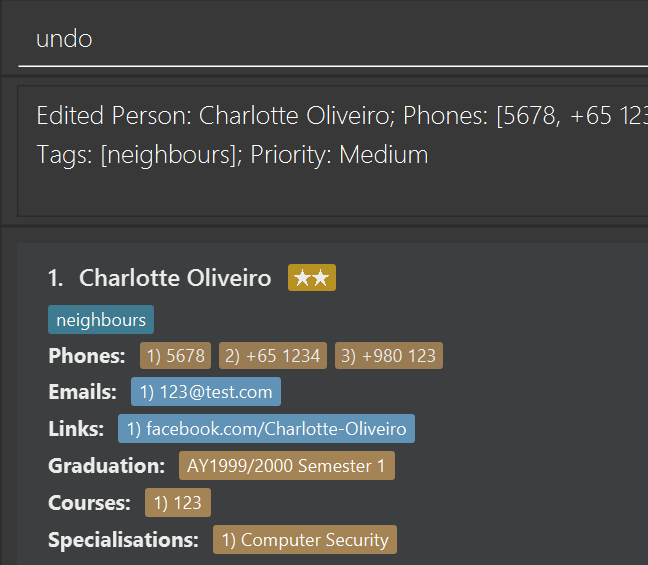 undo
Edited Person: Charlotte Oliveiro; Phones: [5678, +65 123
Tags: [neighbours]; Priority: Medium
1. Charlotte Oliveiro ★★
neighbours
Phones: 1) 5678 2) +65 1234 3) +980 123
Emails: 1) 123@test.com
Links: 1) facebook.com/Charlotte-Oliveiro
Graduation: AY1999/2000 Semester 1
Courses: 1) 123
Specialisations: 1) Computer Security